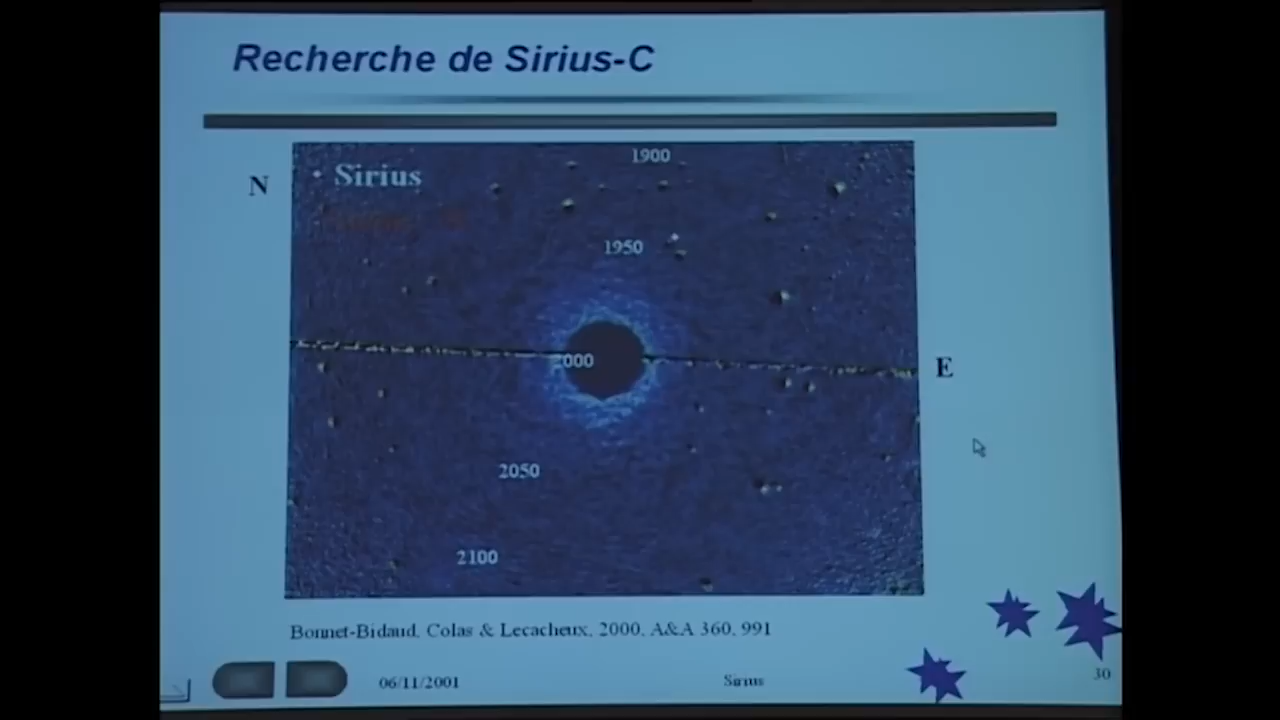 Recherche de Sirius-C
N
Sirius
1900
1950
2000
E
2050
2100
Bonnet-Bidaud, Colas & Lecacheux, 2000, A&A 360, 991
06/11/2001
Sirius
30